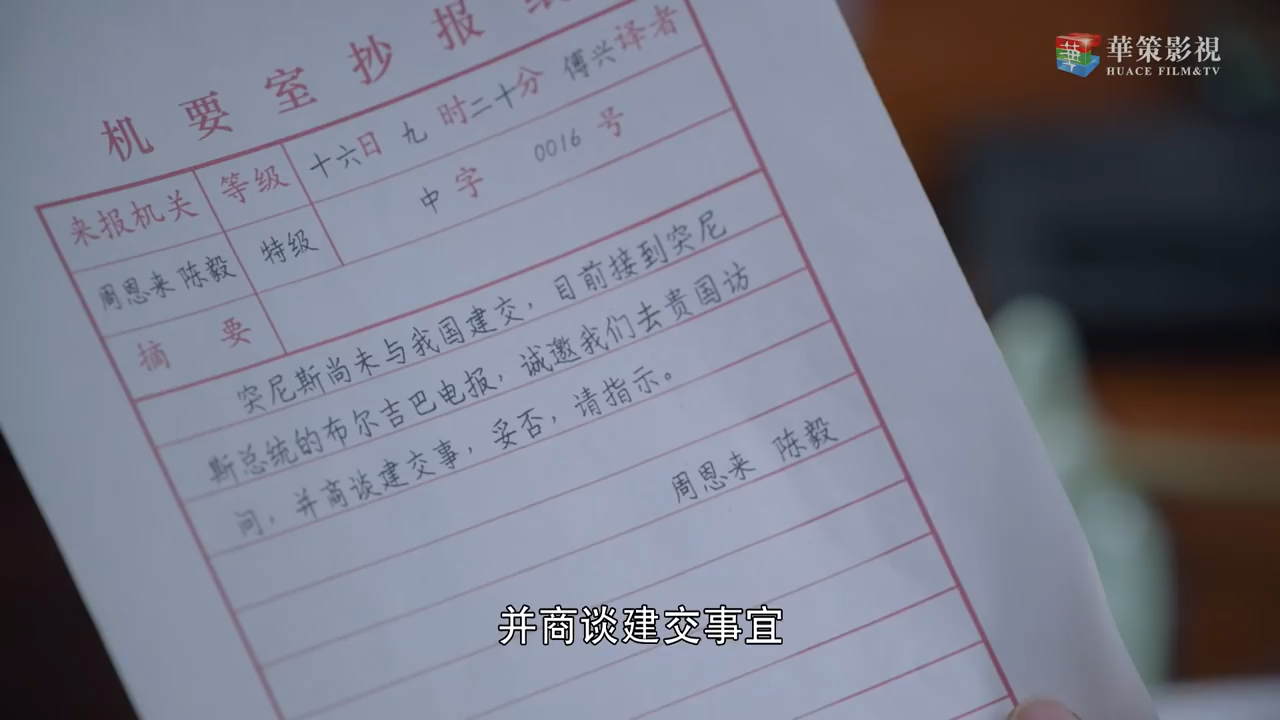 華策影視
HUACE FILM&TV
机要室抄报
来报机关 等级 十六日九时二十分 傅兴译者
周恩来 陈毅 特级 中字 0016 号
摘要
突尼斯尚未与我国建交，目前接到突尼
斯总统的布尔吉巴电报，诚邀我们去贵国访
问，并商谈建交事，妥否，请指示。
周恩来 陈毅
并商谈建交事宜